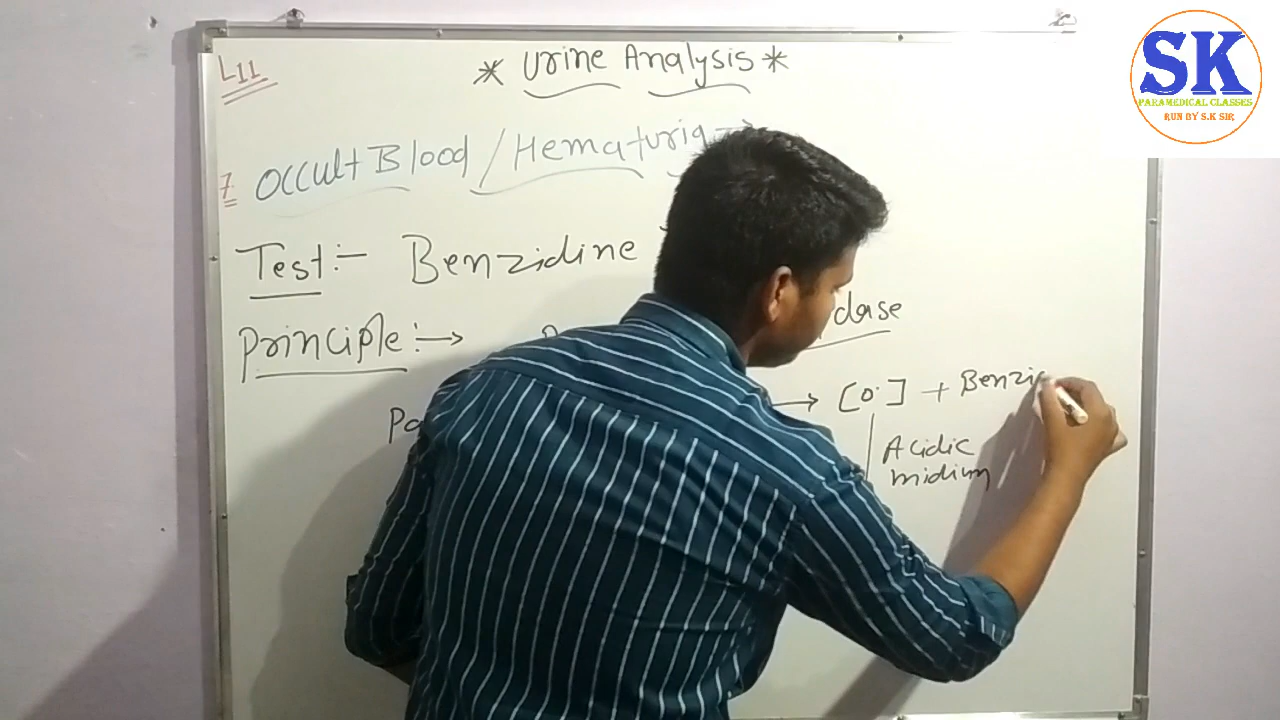 L11
* Urine Analysis *
7 Occult Blood / Hematuria →
Test:- Benzidine
Principle:→ dase
→ [O·] + Benzi
Acidic
midium
SK
PARAMEDICAL CLASSES
RUN BY S.K SIR